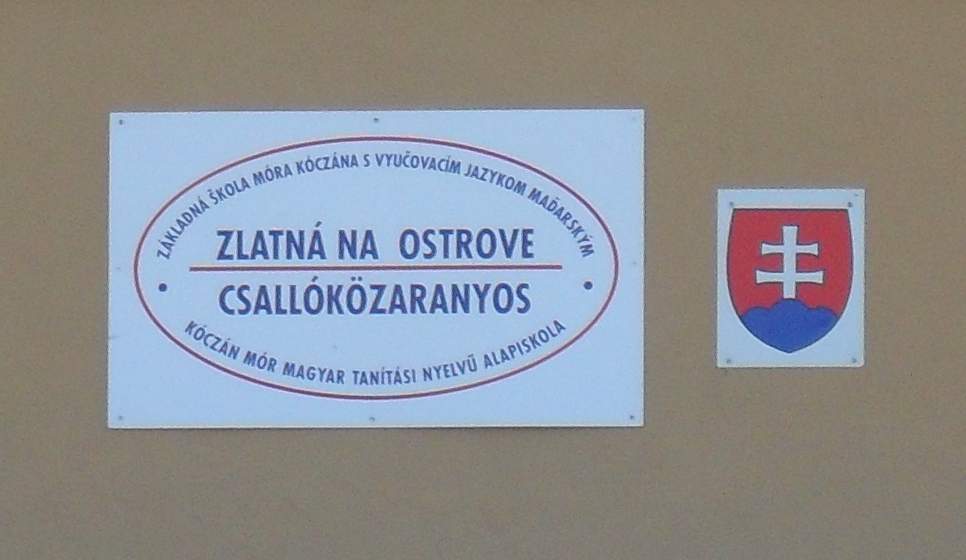 ZÁKLADNÁ ŠKOLA MÓRA KÓCZÁNA S VYUČOVACÍM JAZYKOM MAĎARSKÝM
ZLATNÁ NA OSTROVE
CSALLÓKÖZARANYOS
KÓCZÁN MÓR MAGYAR TANÍTÁSI NYELVŰ ALAPISKOLA